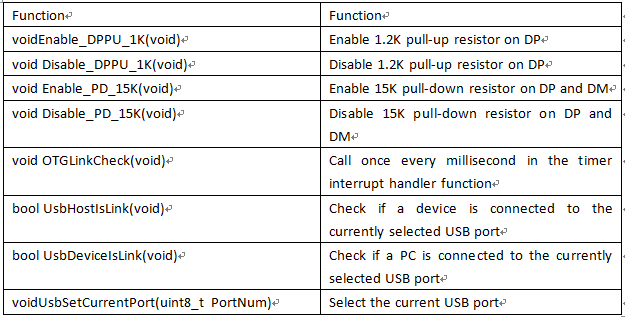 Function Function
voidEnable_DPPU_1K(void) Enable 1.2K pull-up resistor on DP
void Disable_DPPU_1K(void) Disable 1.2K pull-up resistor on DP
void Enable_PD_15K(void) Enable 15K pull-down resistor on DP and DM
void Disable_PD_15K(void) Disable 15K pull-down resistor on DP and
DM
void OTGLinkCheck(void) Call once every millisecond in the timer
interrupt handler function
bool UsbHostIsLink(void) Check if a device is connected to the
currently selected USB port
bool UsbDeviceIsLink(void) Check if a PC is connected to the currently
selected USB port
voidUsbSetCurrentPort(uint8_t PortNum) Select the current USB port